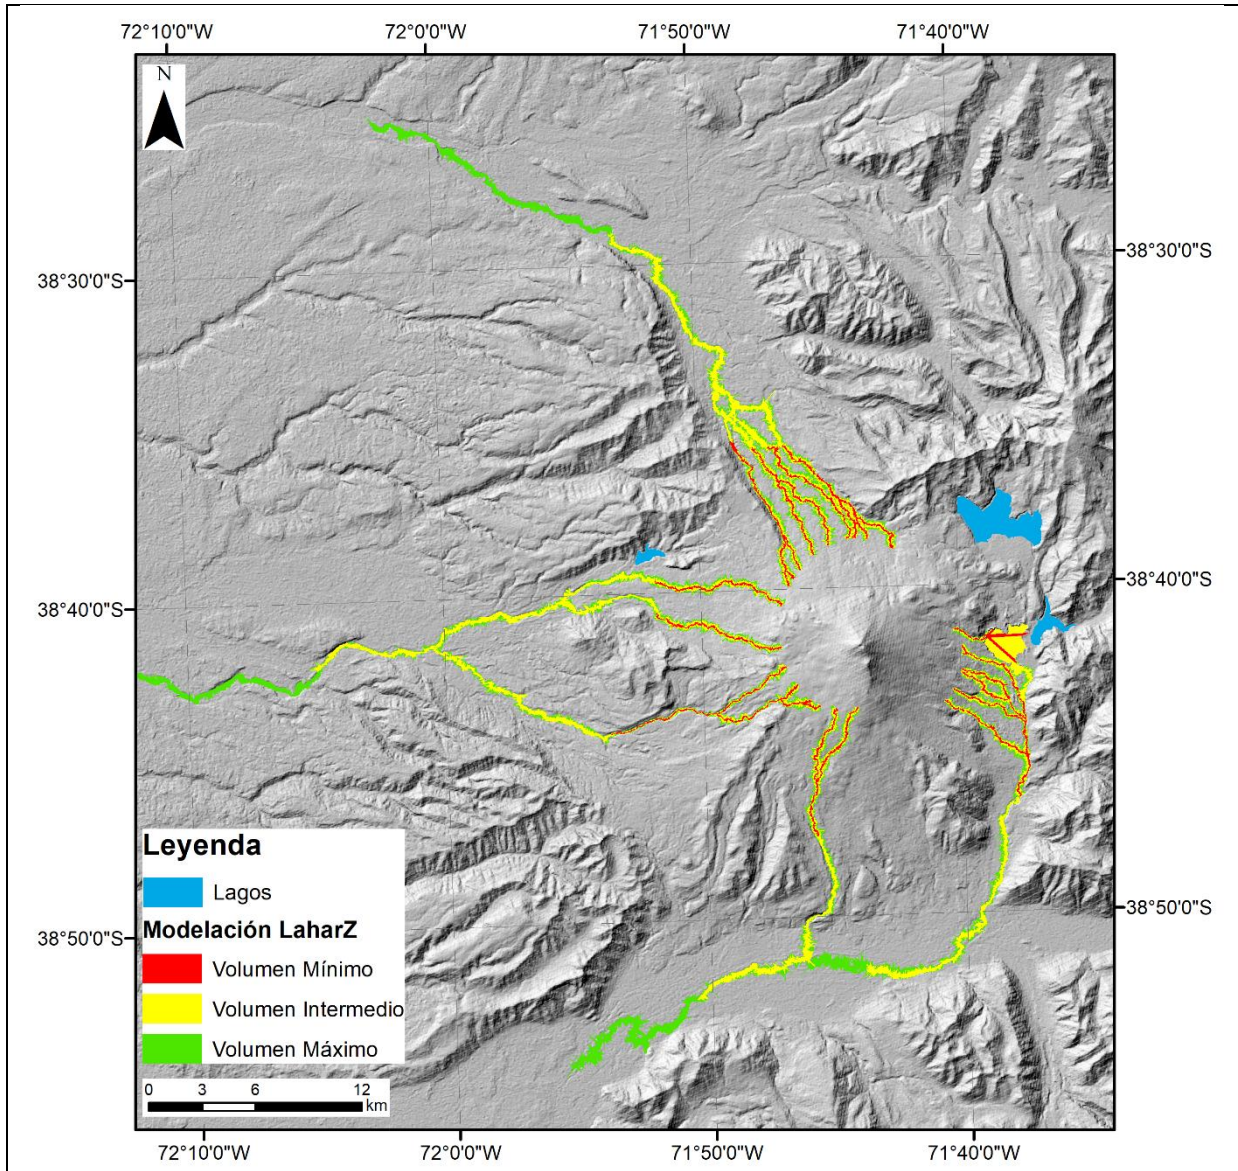 72°10'0"W 72°0'0"W 71°50'0"W 71°40'0"W
N
38°30'0"S
38°30'0"S
38°40'0"S
38°40'0"S
38°50'0"S
38°50'0"S
Leyenda
Lagos
Modelación LaharZ
Volumen Mínimo
Volumen Intermedio
Volumen Máximo
0 3 6 12
km
72°10'0"W 72°0'0"W 71°50'0"W 71°40'0"W